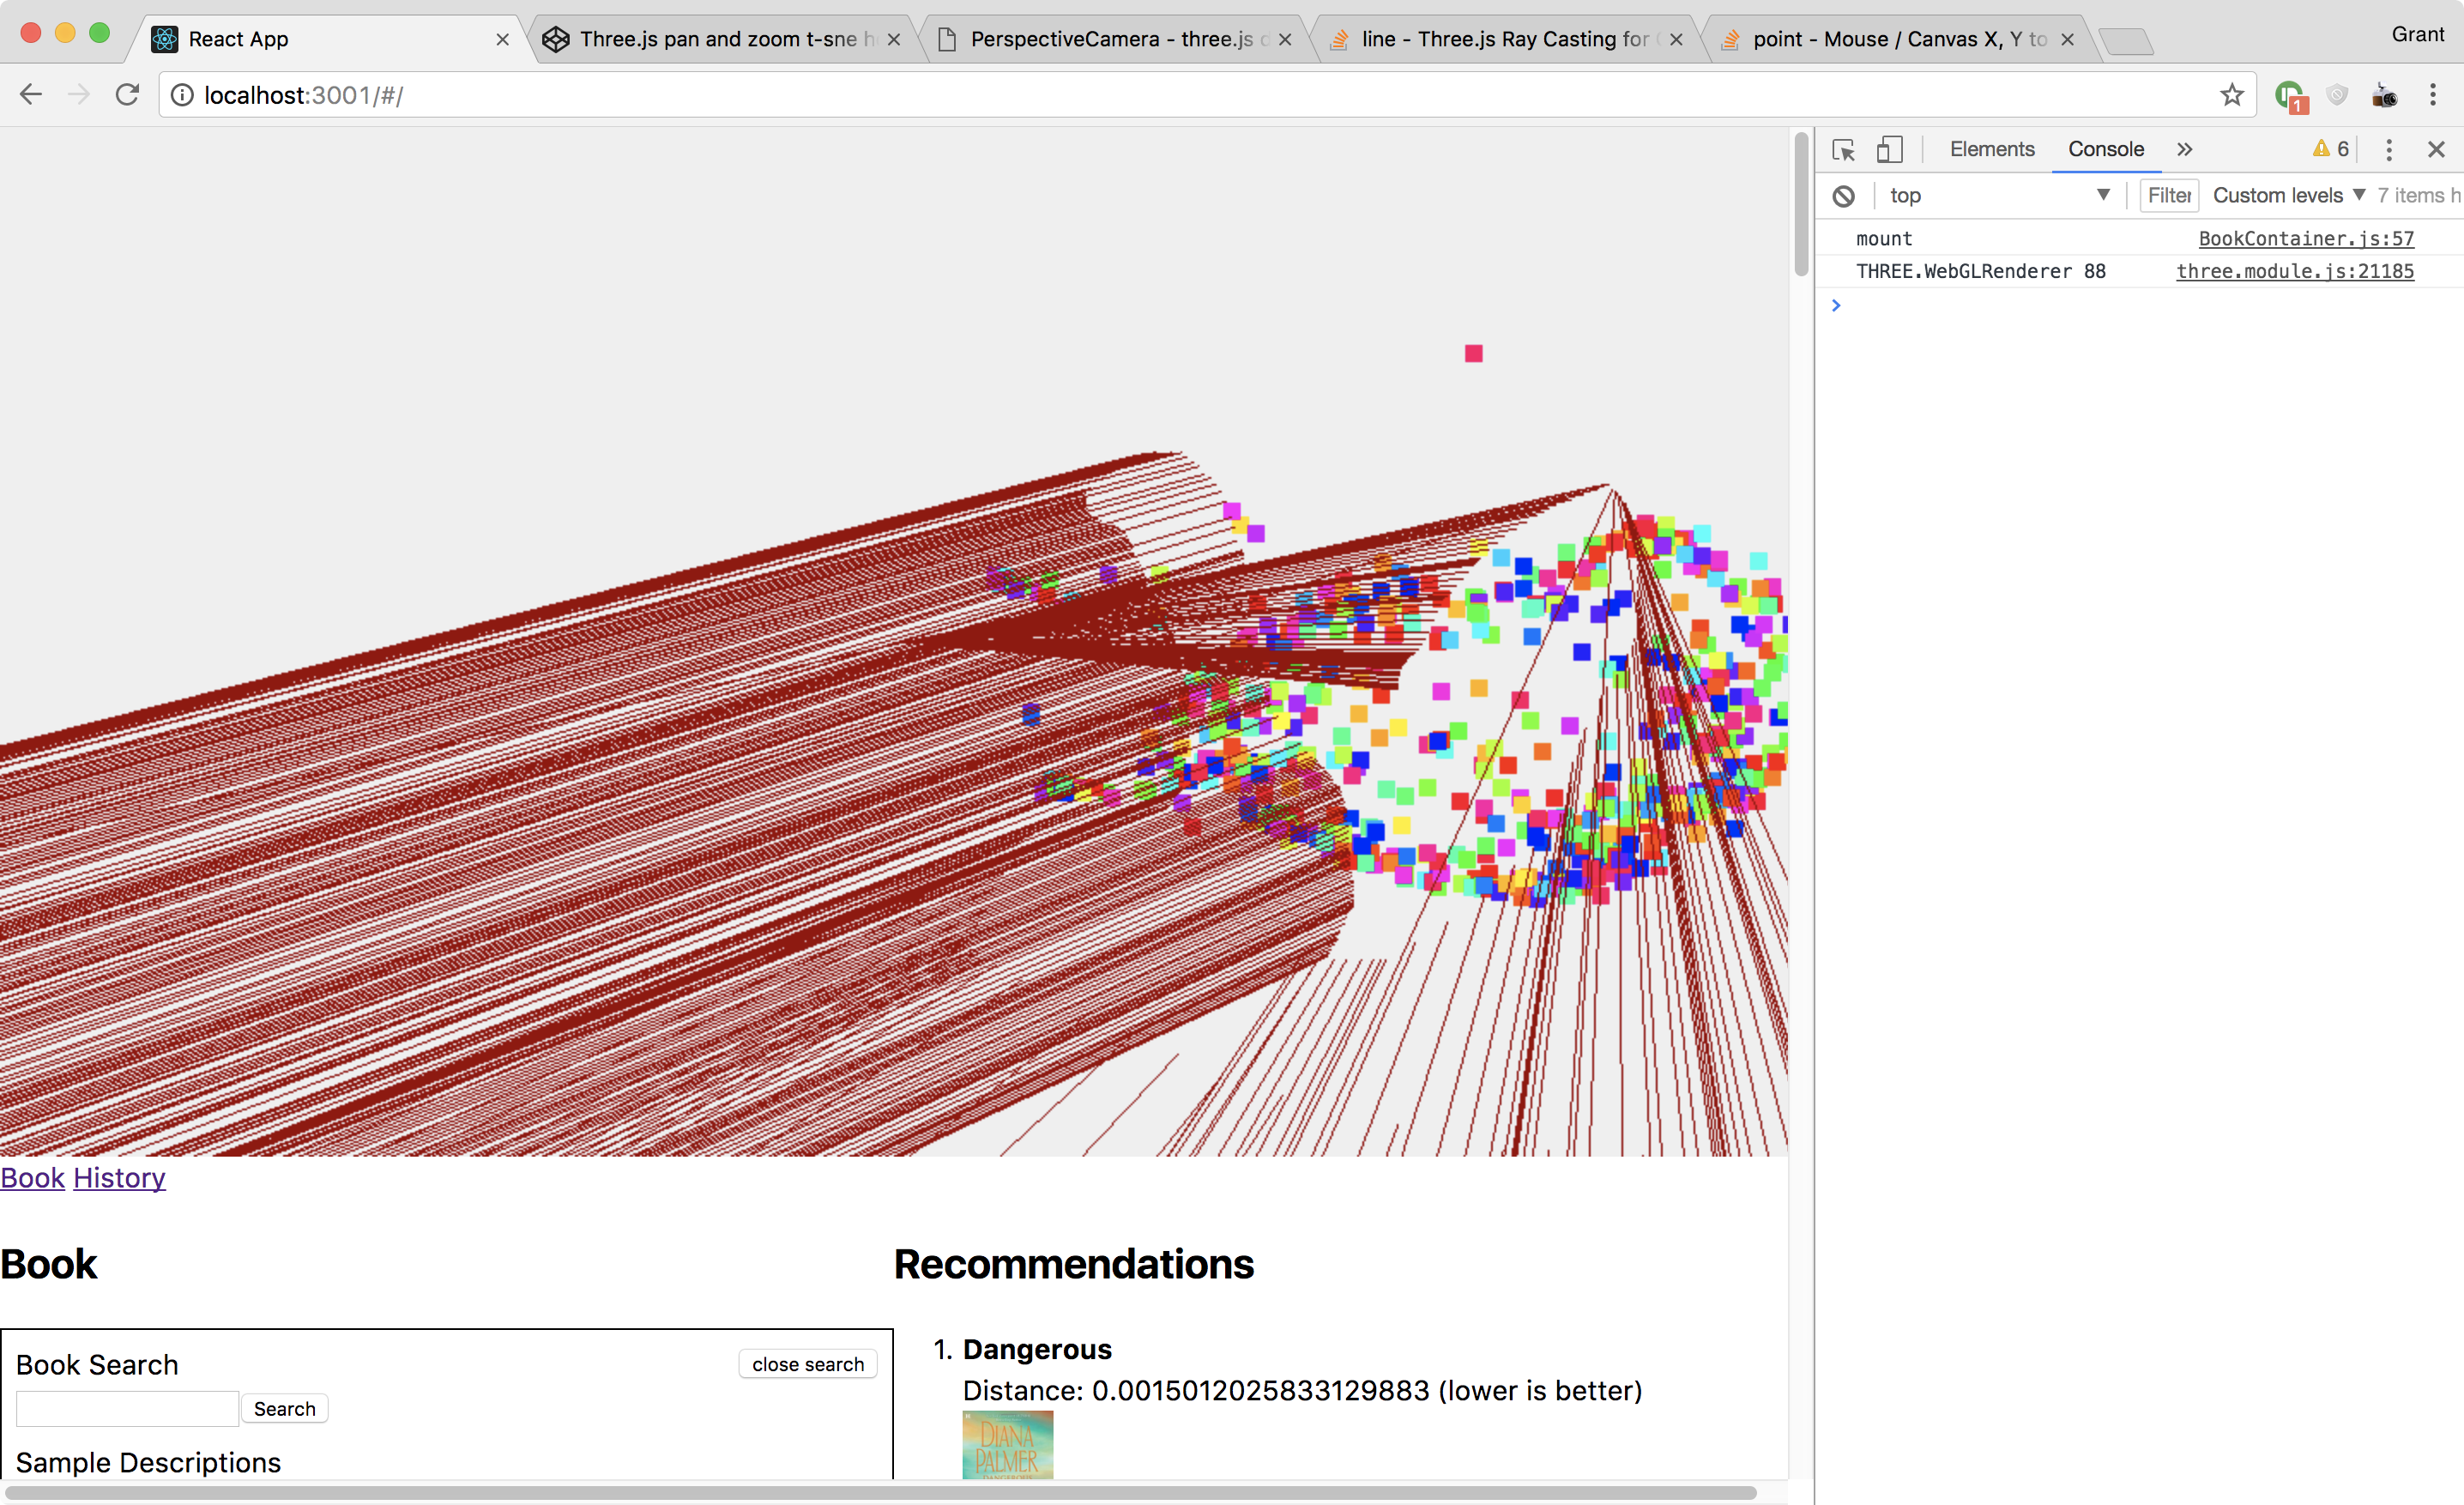 React App
Three.js pan and zoom t-sne h
PerspectiveCamera - three.js d
line - Three.js Ray Casting for
point - Mouse / Canvas X, Y to
Grant
localhost:3001/#/
1
Elements
Console
6
top
Filter
Custom levels
7 items h
mount
BookContainer.js:57
THREE.WebGLRenderer 88
three.module.js:21185
Book History
Book
Recommendations
Book Search
close search
Search
Sample Descriptions
1. Dangerous
Distance: 0.0015012025833129883 (lower is better)
DIANA
PALMER
DANGEROUS